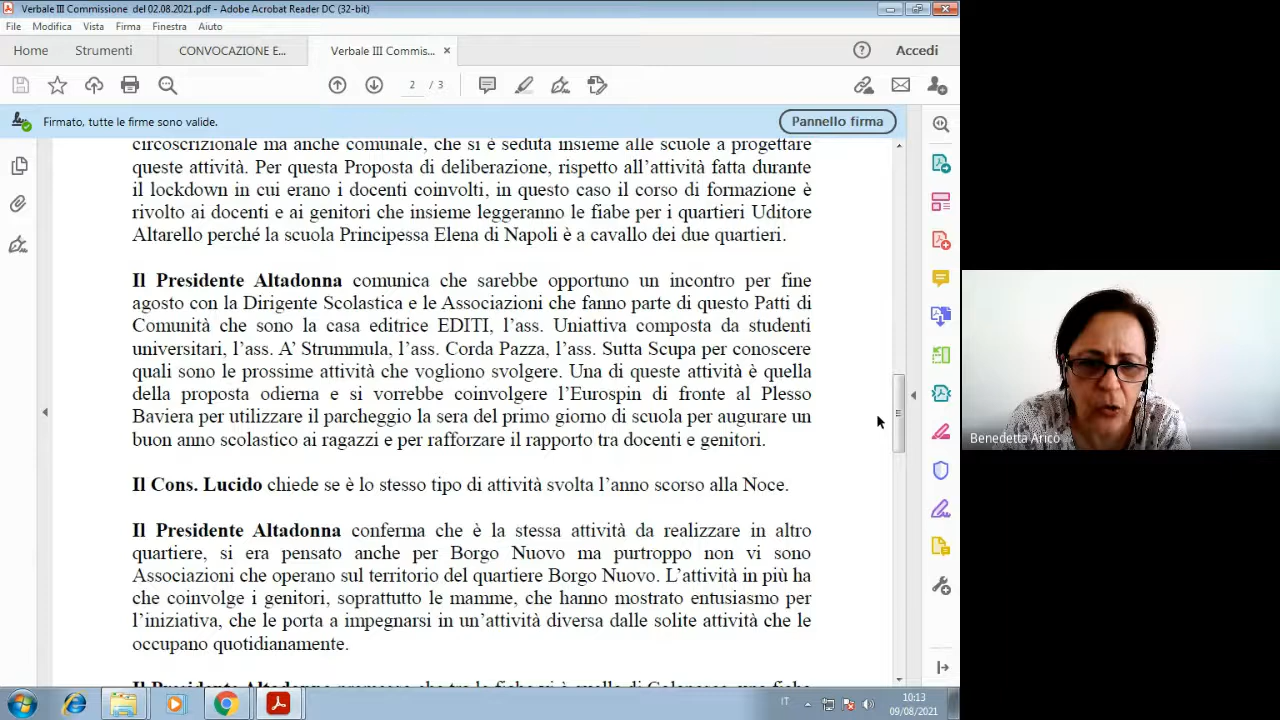 Verbale III Commissione del 02.08.2021.pdf - Adobe Acrobat Reader DC (32-bit)
File Modifica Vista Firma Finestra Aiuto
Home Strumenti CONVOCAZIONE E... Verbale III Commis... × Accedi
2 / 3
Firmato, tutte le firme sono valide. Pannello firma
circoscrizionale ma anche comunale, che si è seduta insieme alle scuole a progettare
queste attività. Per questa Proposta di deliberazione, rispetto all’attività fatta durante
il lockdown in cui erano i docenti coinvolti, in questo caso il corso di formazione è
rivolto ai docenti e ai genitori che insieme leggeranno le fiabe per i quartieri Uditore
Altarello perché la scuola Principessa Elena di Napoli è a cavallo dei due quartieri.
Il Presidente Altadonna comunica che sarebbe opportuno un incontro per fine
agosto con la Dirigente Scolastica e le Associazioni che fanno parte di questo Patti di
Comunità che sono la casa editrice EDITI, l’ass. Uniattiva composta da studenti
universitari, l’ass. A’ Strummula, l’ass. Corda Pazza, l’ass. Sutta Scupa per conoscere
quali sono le prossime attività che vogliono svolgere. Una di queste attività è quella
della proposta odierna e si vorrebbe coinvolgere l’Eurospin di fronte al Plesso
Baviera per utilizzare il parcheggio la sera del primo giorno di scuola per augurare un
buon anno scolastico ai ragazzi e per rafforzare il rapporto tra docenti e genitori.
Il Cons. Lucido chiede se è lo stesso tipo di attività svolta l’anno scorso alla Noce.
Il Presidente Altadonna conferma che è la stessa attività da realizzare in altro
quartiere, si era pensato anche per Borgo Nuovo ma purtroppo non vi sono
Associazioni che operano sul territorio del quartiere Borgo Nuovo. L’attività in più ha
che coinvolge i genitori, soprattutto le mamme, che hanno mostrato entusiasmo per
l’iniziativa, che le porta a impegnarsi in un’attività diversa dalle solite attività che le
occupano quotidianamente.
Benedetta Aricò
IT 10:13
09/08/2021